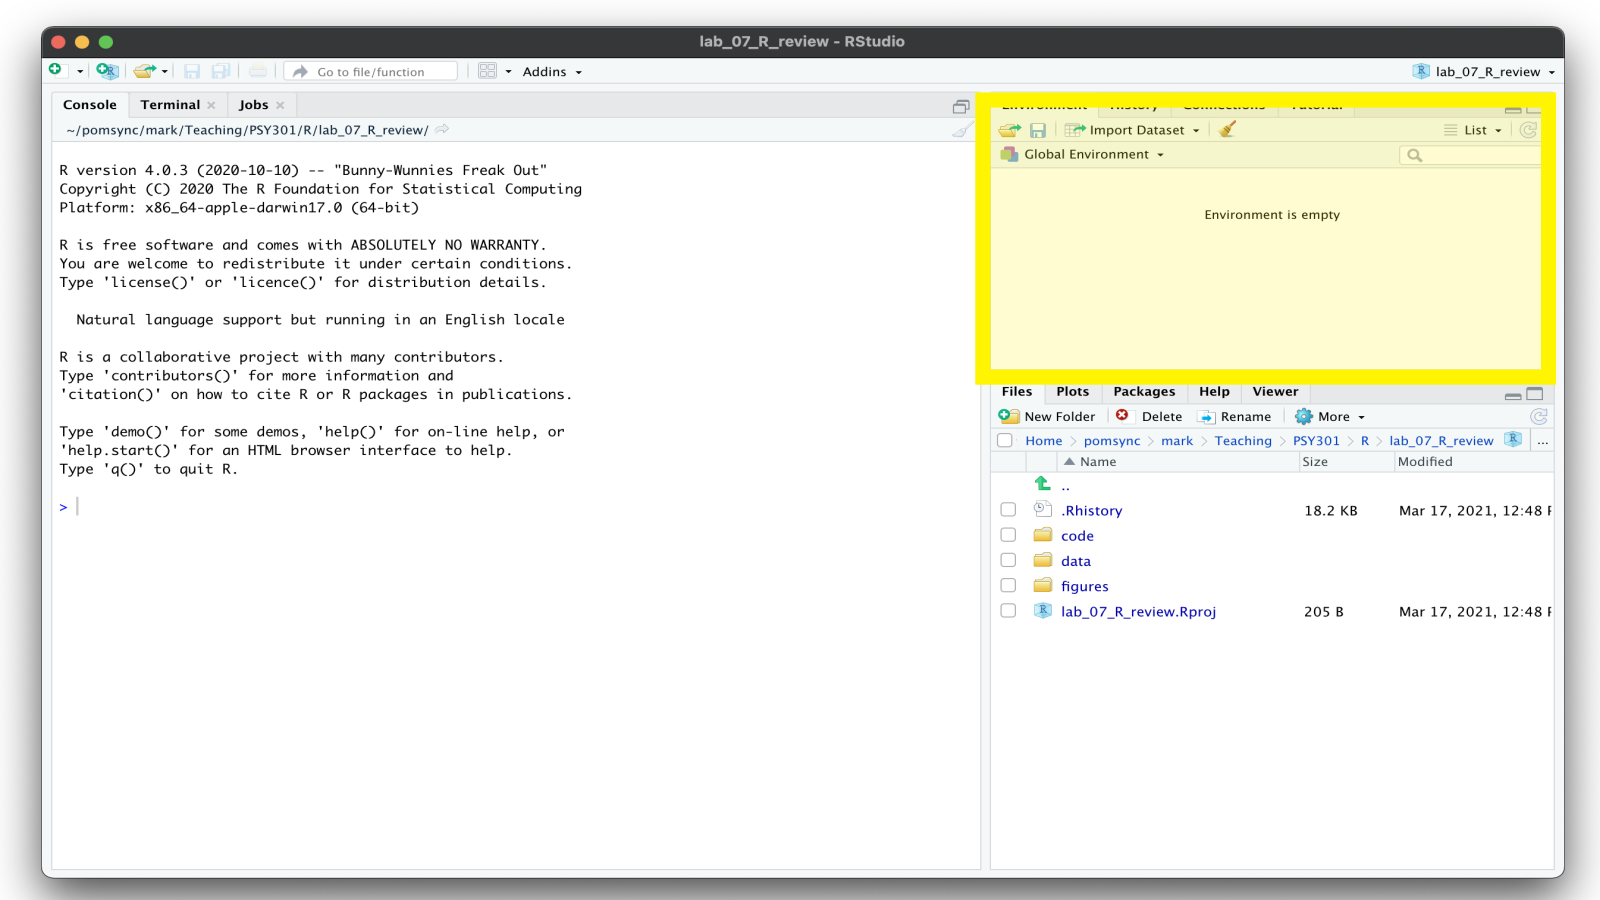 lab_07_R_review - RStudio
Go to file/function
Addins
lab_07_R_review
Console Terminal Jobs
~/pomsync/mark/Teaching/PSY301/R/lab_07_R_review/
R version 4.0.3 (2020-10-10) -- "Bunny-Wunnies Freak Out"
Copyright (C) 2020 The R Foundation for Statistical Computing
Platform: x86_64-apple-darwin17.0 (64-bit)
R is free software and comes with ABSOLUTELY NO WARRANTY.
You are welcome to redistribute it under certain conditions.
Type 'license()' or 'licence()' for distribution details.
Natural language support but running in an English locale
R is a collaborative project with many contributors.
Type 'contributors()' for more information and
'citation()' on how to cite R or R packages in publications.
Type 'demo()' for some demos, 'help()' for on-line help, or
'help.start()' for an HTML browser interface to help.
Type 'q()' to quit R.
>
Environment History Connections Tutorial
Import Dataset List
Global Environment
Environment is empty
Files Plots Packages Help Viewer
New Folder Delete Rename More
Home > pomsync > mark > Teaching > PSY301 > R > lab_07_R_review ...
Name Size Modified
..
.Rhistory 18.2 KB Mar 17, 2021, 12:48
code
data
figures
lab_07_R_review.Rproj 205 B Mar 17, 2021, 12:48